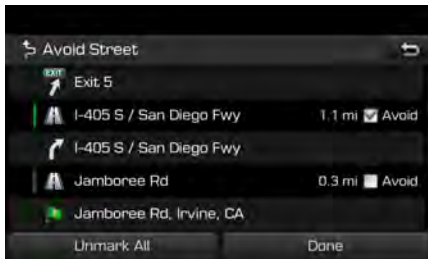 Avoid Street
EXIT Exit 5
I-405 S / San Diego Fwy 1.1 mi Avoid
I-405 S / San Diego Fwy
Jamboree Rd 0.3 mi Avoid
Jamboree Rd, Irvine, CA
Unmark All Done